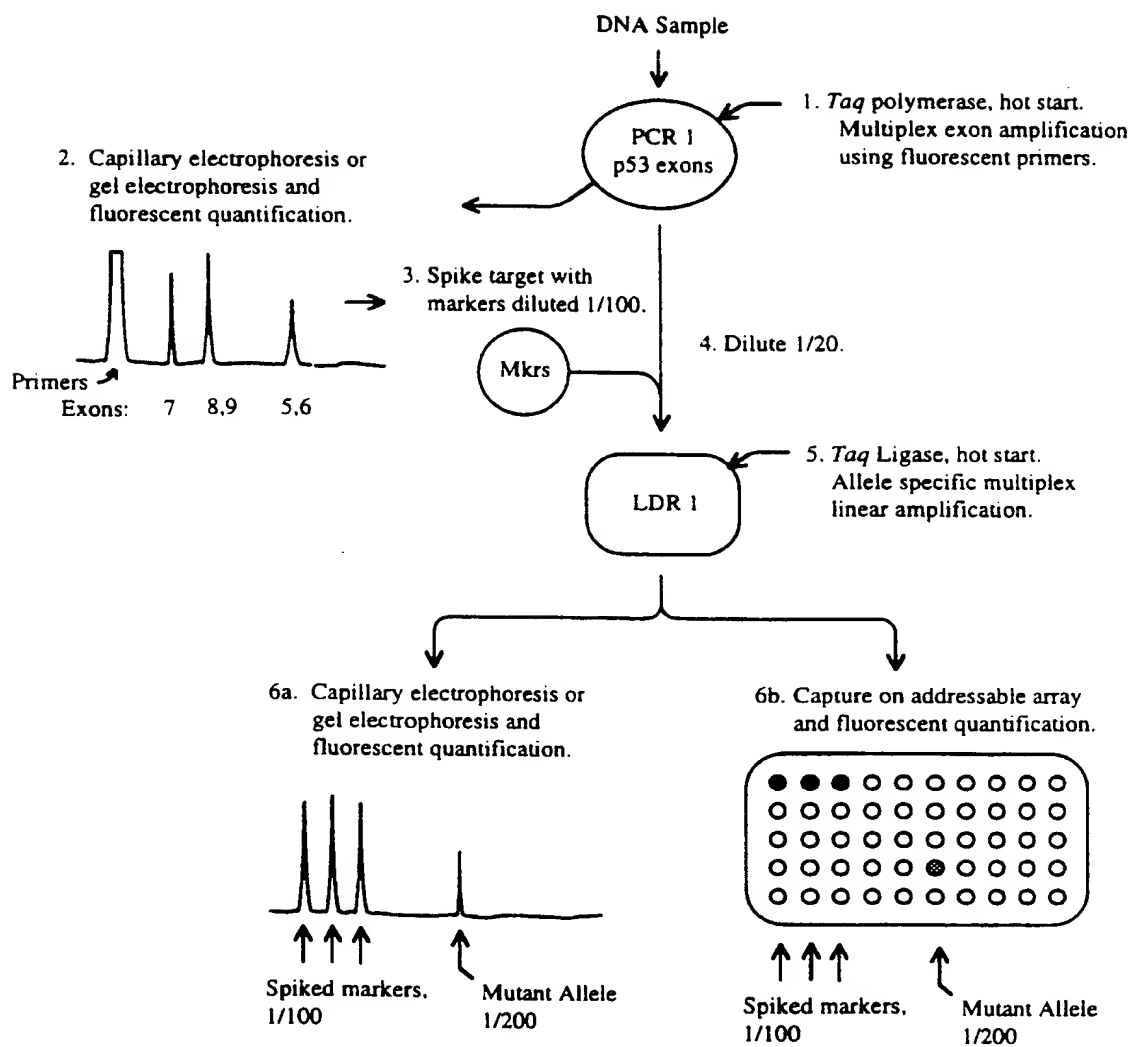 DNA Sample
1. Taq polymerase, hot start.
Multiplex exon amplification
using fluorescent primers.
PCR 1
p53 exons
2. Capillary electrophoresis or
gel electrophoresis and
fluorescent quantification.
Primers
Exons: 7 8,9 5,6
3. Spike target with
markers diluted 1/100.
Mkrs
4. Dilute 1/20.
5. Taq Ligase, hot start.
Allele specific multiplex
linear amplification.
LDR 1
6a. Capillary electrophoresis or
gel electrophoresis and
fluorescent quantification.
Spiked markers,
1/100
Mutant Allele
1/200
6b. Capture on addressable array
and fluorescent quantification.
Spiked markers,
1/100
Mutant Allele
1/200